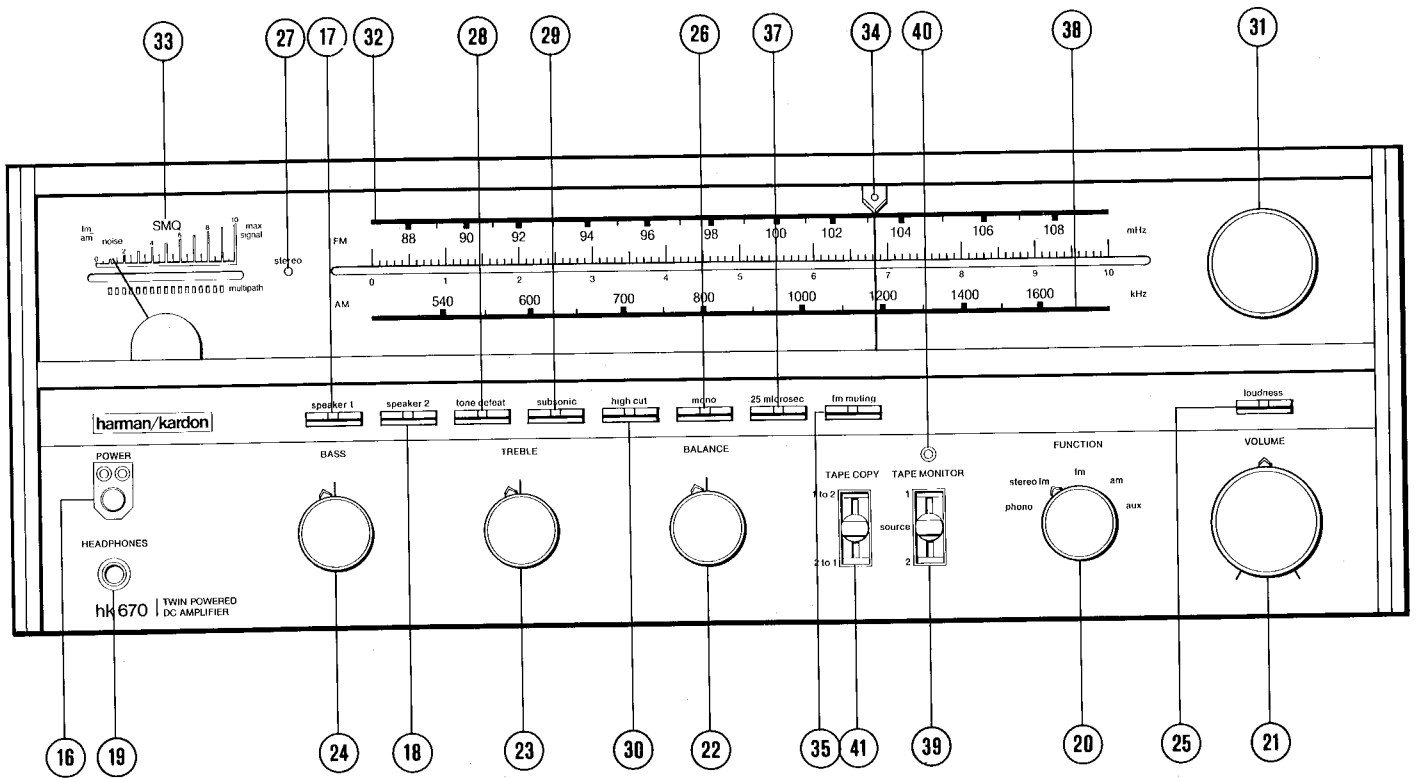 33 27 17 32 28 29 26 37 34 40 38 31
SMQ
fm
am
noise
0 2 4 6 8 10
max
signal
multipath
stereo
FM 88 90 92 94 96 98 100 102 104 106 108 mHz
0 1 2 3 4 5 6 7 8 9 10
AM 540 600 700 800 1000 1200 1400 1600 kHz
speaker 1 speaker 2 tone defeat subsonic high cut mono 25 microsec fm muting loudness
harman/kardon
POWER BASS TREBLE BALANCE FUNCTION VOLUME
TAPE COPY TAPE MONITOR
1 to 2
2 to 1
1
source
2
phono stereo fm fm am aux
HEADPHONES
hk670 TWIN POWERED
DC AMPLIFIER
16 19 24 18 23 30 22 35 41 39 20 25 21